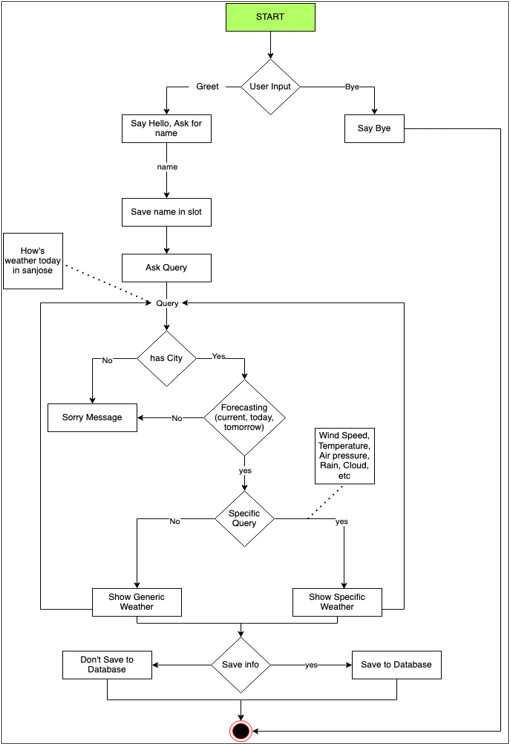 START
User Input
Greet
Bye
Say Hello, Ask for
name
Say Bye
name
Save name in slot
How's
weather today
in sanjose
Ask Query
Query
has City
No
Yes
Sorry Message
No
Forecasting
(current, today,
tomorrow)
Wind Speed,
Temperature,
Air pressure,
Rain, Cloud,
etc
yes
Specific
Query
No
yes
Show Generic
Weather
Show Specific
Weather
Don't Save to
Database
Save info
yes
Save to Database